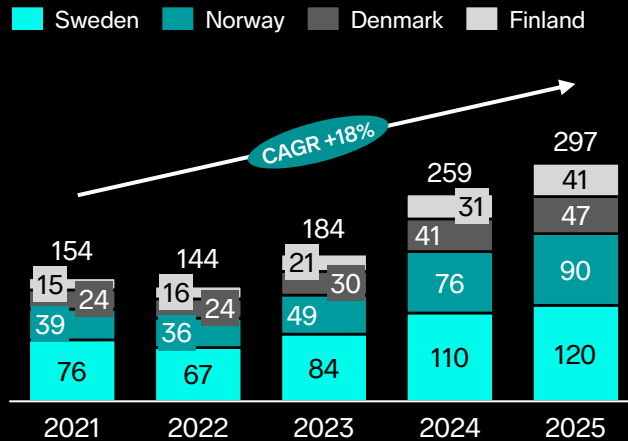 Sweden Norway Denmark Finland
CAGR +18%
154 144 184 259 297
15 16 21 31 41
24 24 30 41 47
39 36 49 76 90
76 67 84 110 120
2021 2022 2023 2024 2025